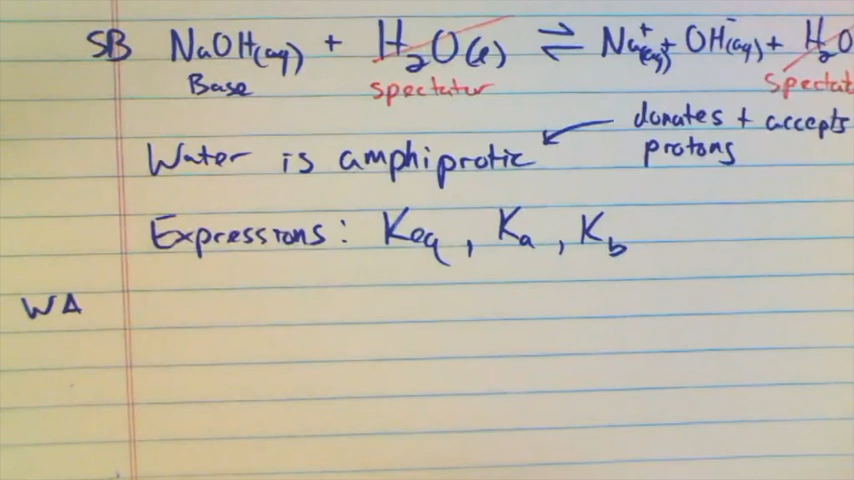 SB NaOH(aq) + H₂O(l) ⇌ Na⁺(aq) + OH⁻(aq) + H₂O
Base spectator Spectat
donates + accepts
Water is amphiprotic protons
Expressions: Keq, Ka, Kb
WA